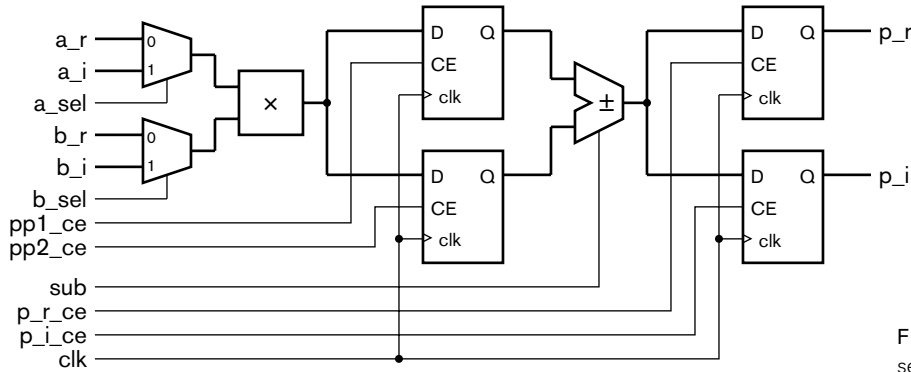 a_r
a_i
a_sel
b_r
b_i
b_sel
pp1_ce
pp2_ce
sub
p_r_ce
p_i_ce
clk
0
1
0
1
×
D Q
CE
clk
D Q
CE
clk
±
D Q
CE
clk
D Q
CE
clk
p_r
p_i
F
se